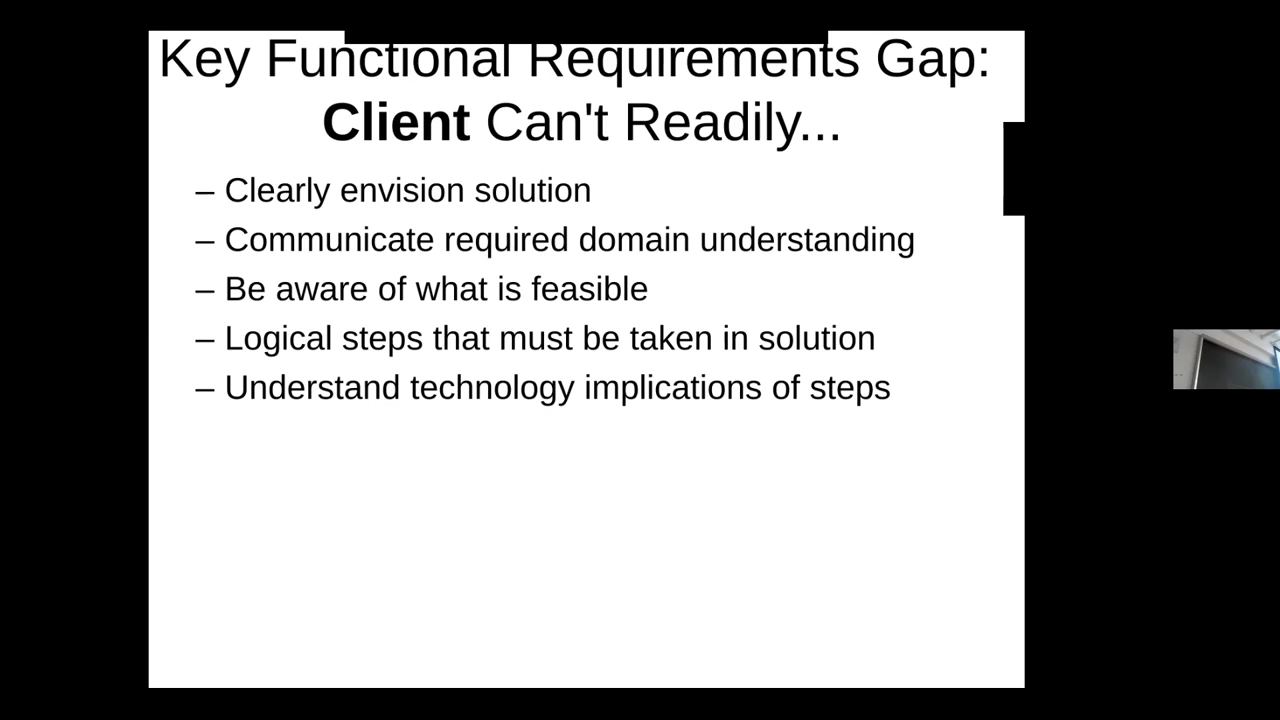 Key Functional Requirements Gap:
Client Can't Readily...
– Clearly envision solution
– Communicate required domain understanding
– Be aware of what is feasible
– Logical steps that must be taken in solution
– Understand technology implications of steps